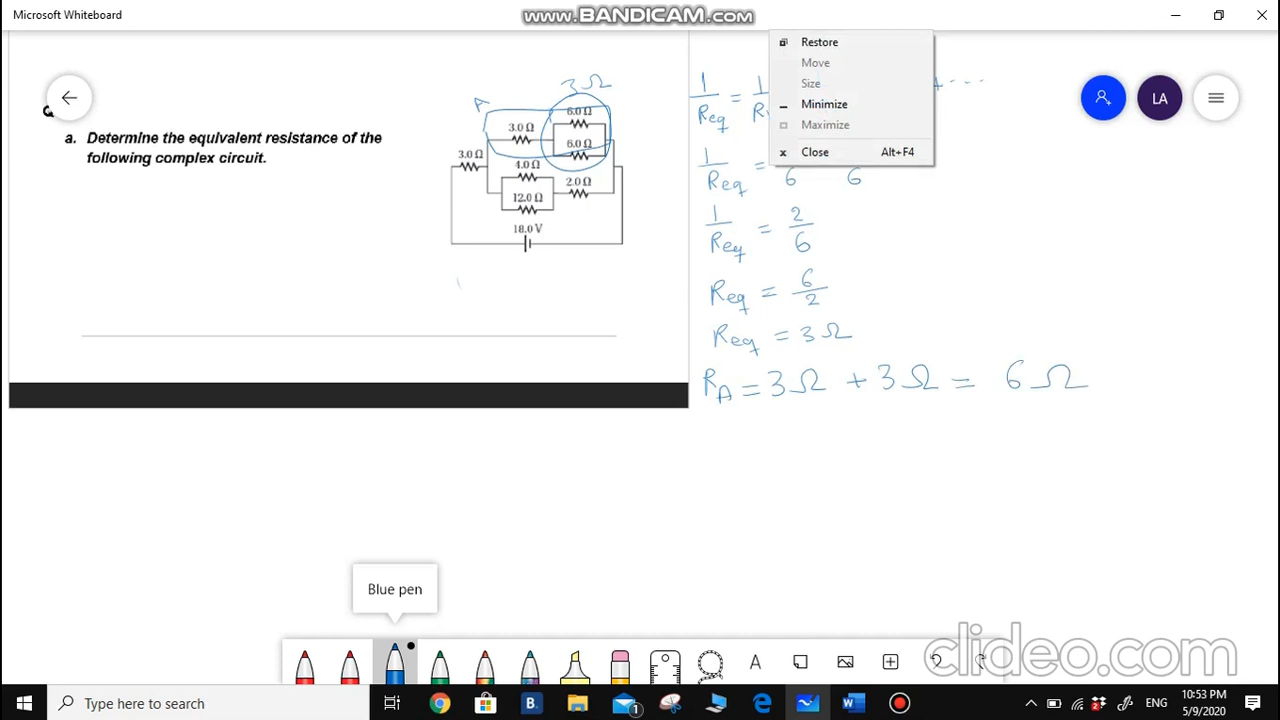 Microsoft Whiteboard
www.BANDICAM.com
Restore
Move
Size
Minimize
Maximize
Close Alt+F4
LA
a. Determine the equivalent resistance of the
following complex circuit.
3 Ω
A
6.0 Ω
3.0 Ω
6.0 Ω
3.0 Ω
4.0 Ω
2.0 Ω
12.0 Ω
18.0 V
1/Req =
1/Req =
6 6
1/Req = 2/6
Req = 6/2
Req = 3 Ω
RA = 3 Ω + 3 Ω = 6 Ω
Blue pen
A
clideo.com
Type here to search
B.
1
W
ENG
10:53 PM
5/9/2020